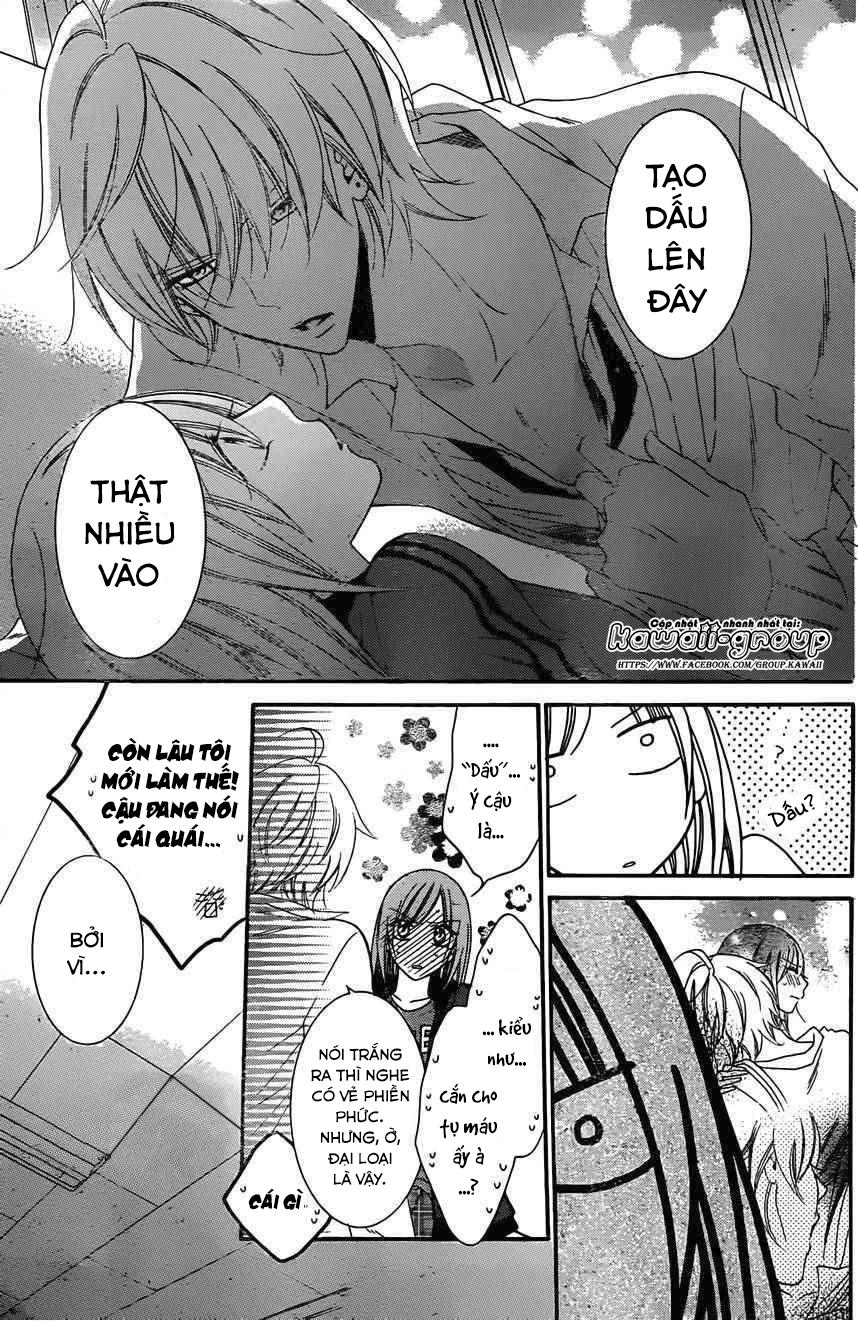 TẠO
DẤU
LÊN
ĐÂY
THẬT
NHIỀU
VÀO
Cập nhật nhanh nhất tại:
kawaii-group
HTTPS://WWW.FACEBOOK.COM/GROUP.KAWAII
?
Dấu?
....
"Dấu"...
Ý cậu
là...
... kiểu
như...
cắn cho
tụ máu
ấy à
...?
NÓI TRẮNG
RA THÌ NGHE
CÓ VẺ PHIỀN
PHỨC.
NHƯNG, Ờ,
ĐẠI LOẠI
LÀ VẬY.
CÁI GÌ
CÒN LÂU TÔI
MỚI LÀM THẾ!
CẬU ĐANG NÓI
CÁI QUÁI...
BỞI
VÌ...